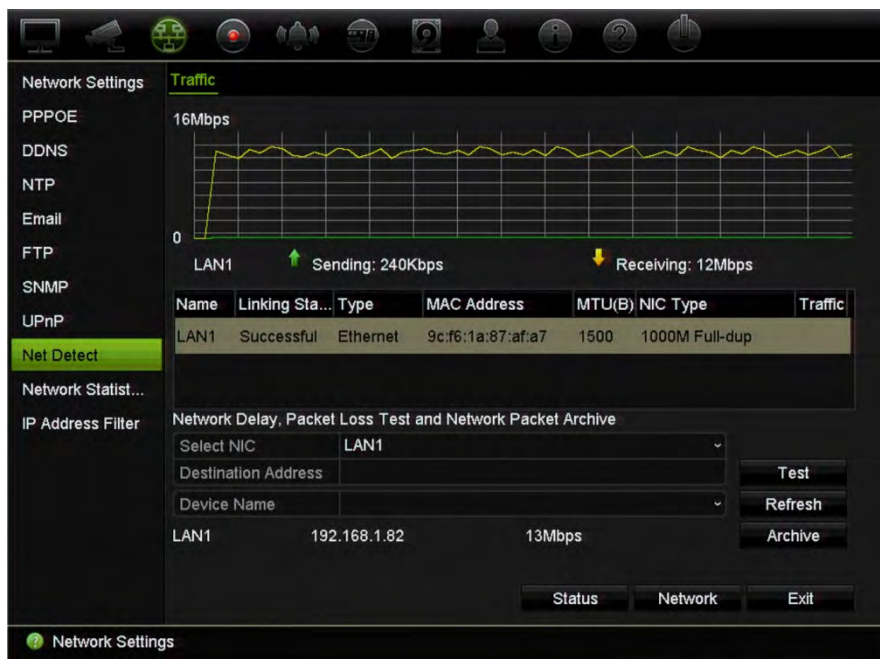 Network Settings
Traffic
PPPOE
DDNS
NTP
Email
FTP
SNMP
UPnP
Net Detect
Network Statist...
IP Address Filter
16Mbps
0
LAN1 Sending: 240Kbps Receiving: 12Mbps
Name Linking Sta... Type MAC Address MTU(B) NIC Type Traffic
LAN1 Successful Ethernet 9c:f6:1a:87:af:a7 1500 1000M Full-dup
Network Delay, Packet Loss Test and Network Packet Archive
Select NIC LAN1
Destination Address Test
Device Name Refresh
LAN1 192.168.1.82 13Mbps Archive
Status Network Exit
Network Settings